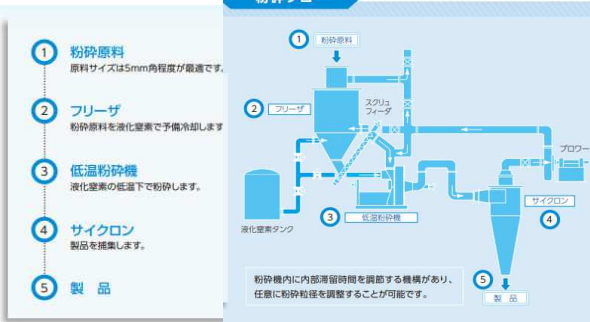 1 粉砕原料
原料サイズは5mm角程度が最適です。
2 フリーザ
粉砕原料を液化窒素で予備冷却します
3 低温粉砕機
液化窒素の低温下で粉砕します。
4 サイクロン
製品を捕集します。
5 製品
粉砕フロー
1 粉砕原料
2 フリーザ
スクリュ
フィーダ
ブロワー
サイクロン
4
3 低温粉砕機
液化窒素タンク
粉砕機内に内部滞留時間を調節する機構があり、
任意に粉砕粒径を調整することが可能です。
5
製品